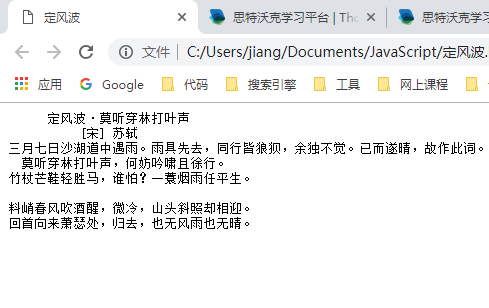 定风波
思特沃克学习平台 | Tho
思特沃克学习
文件 | C:/Users/jiang/Documents/JavaScript/定风波.
应用 Google 代码 搜索引擎 工具 网上课程
定风波·莫听穿林打叶声
[宋] 苏轼
三月七日沙湖道中遇雨。雨具先去，同行皆狼狈，余独不觉。已而遂晴，故作此词。
莫听穿林打叶声，何妨吟啸且徐行。
竹杖芒鞋轻胜马，谁怕？一蓑烟雨任平生。
料峭春风吹酒醒，微冷，山头斜照却相迎。
回首向来萧瑟处，归去，也无风雨也无晴。